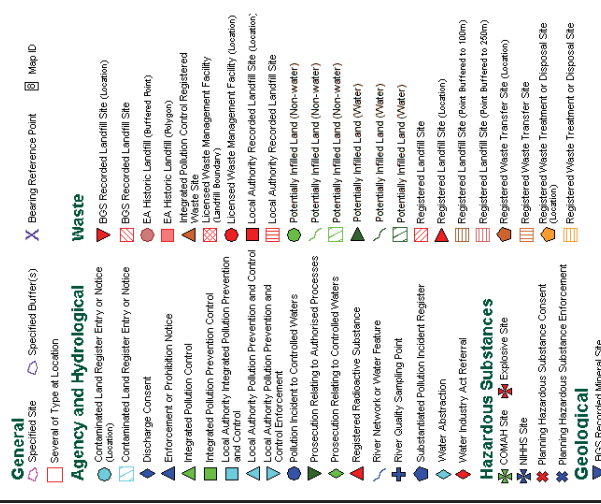 General
Specified Site
Specified Buffer(s)
Bearing Reference Point
8 Map ID
Several of Type at Location
Agency and Hydrological
Contaminated Land Register Entry or Notice
(Location)
Contaminated Land Register Entry or Notice
Discharge Consent
Enforcement or Prohibition Notice
Integrated Pollution Control
Integrated Pollution Prevention Control
Local Authority Integrated Pollution Prevention
and Control
Local Authority Pollution Prevention and Control
Local Authority Pollution Prevention and
Control Enforcement
Pollution Incident to Controlled Waters
Prosecution Relating to Authorised Processes
Prosecution Relating to Controlled Waters
Registered Radioactive Substance
River Network or Water Feature
River Quality Sampling Point
Substantiated Pollution Incident Register
Water Abstraction
Water Industry Act Referral
Hazardous Substances
COMAH Site
Explosive Site
NIHHS Site
Planning Hazardous Substance Consent
Planning Hazardous Substance Enforcement
Geological
BGS Recorded Mineral Site
Waste
BGS Recorded Landfill Site (Location)
BGS Recorded Landfill Site
EA Historic Landfill (Buffered Point)
EA Historic Landfill (Polygon)
Integrated Pollution Control Registered
Waste Site
Licensed Waste Management Facility
(Landfill Boundary)
Licensed Waste Management Facility (Location)
Local Authority Recorded Landfill Site (Location)
Local Authority Recorded Landfill Site
Potentially Infilled Land (Non-water)
Potentially Infilled Land (Non-water)
Potentially Infilled Land (Non-water)
Potentially Infilled Land (Water)
Potentially Infilled Land (Water)
Potentially Infilled Land (Water)
Registered Landfill Site
Registered Landfill Site (Location)
Registered Landfill Site (Point Buffered to 100m)
Registered Landfill Site (Point Buffered to 250m)
Registered Waste Transfer Site (Location)
Registered Waste Transfer Site
Registered Waste Treatment or Disposal Site
(Location)
Registered Waste Treatment or Disposal Site